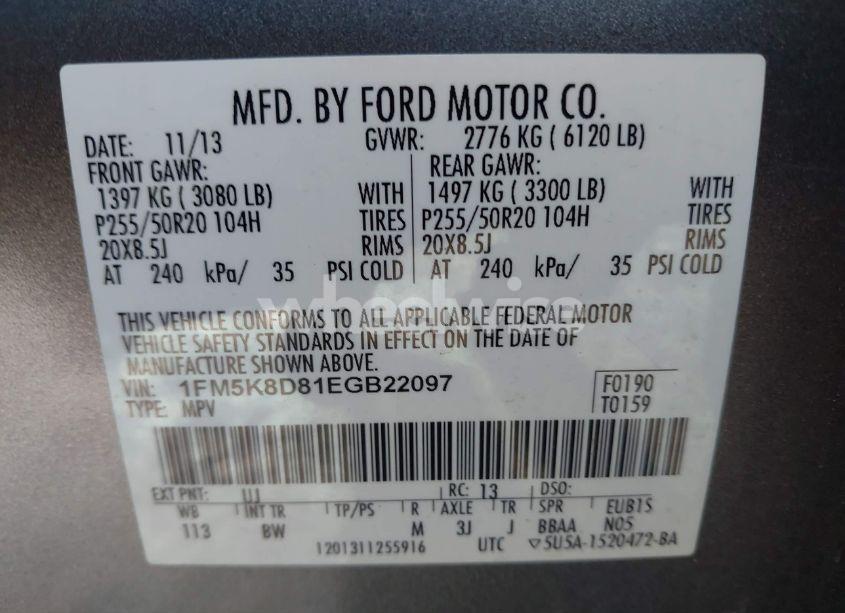 MFD. BY FORD MOTOR CO.
DATE: 11/13 GVWR: 2776 KG ( 6120 LB)
FRONT GAWR: REAR GAWR:
1397 KG ( 3080 LB) WITH 1497 KG ( 3300 LB) WITH
P255/50R20 104H TIRES P255/50R20 104H TIRES
20X8.5J RIMS 20X8.5J RIMS
AT 240 kPa/ 35 PSI COLD AT 240 kPa/ 35 PSI COLD
wheelwise
THIS VEHICLE CONFORMS TO ALL APPLICABLE FEDERAL MOTOR
VEHICLE SAFETY STANDARDS IN EFFECT ON THE DATE OF
MANUFACTURE SHOWN ABOVE.
VIN: 1FM5K8D81EGB22097 F0190
TYPE: MPV T0159
EXT PNT: UJ RC: 13 DSO:
WB INT TR TP/PS R AXLE TR SPR EUB1S
113 BW M 3J J BBAA N05
1201311255916 UTC ▽5U5A-1520472-BA